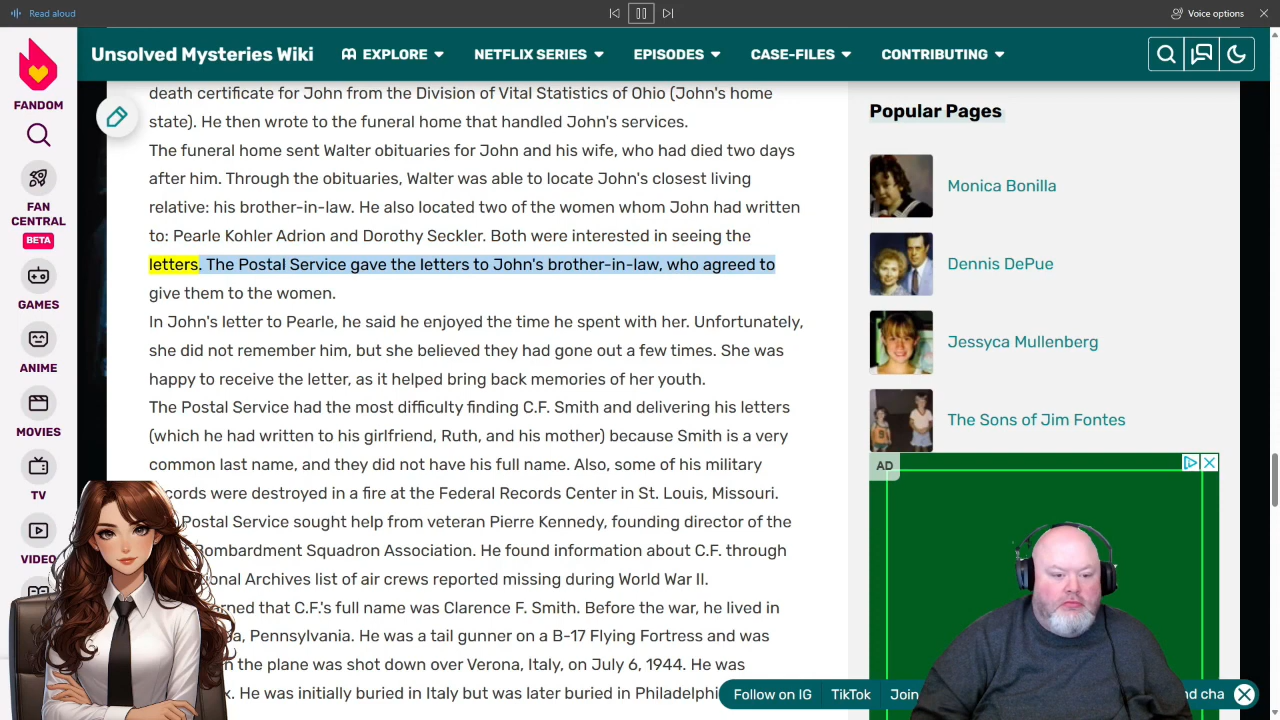 Read aloud
Voice options
Unsolved Mysteries Wiki
EXPLORE
NETFLIX SERIES
EPISODES
CASE-FILES
CONTRIBUTING
FANDOM
FAN CENTRAL
BETA
GAMES
ANIME
MOVIES
TV
VIDEO
death certificate for John from the Division of Vital Statistics of Ohio (John's home
state). He then wrote to the funeral home that handled John's services.
The funeral home sent Walter obituaries for John and his wife, who had died two days
after him. Through the obituaries, Walter was able to locate John's closest living
relative: his brother-in-law. He also located two of the women whom John had written
to: Pearle Kohler Adrion and Dorothy Seckler. Both were interested in seeing the
letters. The Postal Service gave the letters to John's brother-in-law, who agreed to
give them to the women.
In John's letter to Pearle, he said he enjoyed the time he spent with her. Unfortunately,
she did not remember him, but she believed they had gone out a few times. She was
happy to receive the letter, as it helped bring back memories of her youth.
The Postal Service had the most difficulty finding C.F. Smith and delivering his letters
(which he had written to his girlfriend, Ruth, and his mother) because Smith is a very
common last name, and they did not have his full name. Also, some of his military
cords were destroyed in a fire at the Federal Records Center in St. Louis, Missouri.
Postal Service sought help from veteran Pierre Kennedy, founding director of the
ombardment Squadron Association. He found information about C.F. through
onal Archives list of air crews reported missing during World War II.
rned that C.F.'s full name was Clarence F. Smith. Before the war, he lived in
a, Pennsylvania. He was a tail gunner on a B-17 Flying Fortress and was
the plane was shot down over Verona, Italy, on July 6, 1944. He was
. He was initially buried in Italy but was later buried in Philadelphi
Popular Pages
Monica Bonilla
Dennis DePue
Jessyca Mullenberg
The Sons of Jim Fontes
AD
Follow on IG
TikTok
Join
nd cha